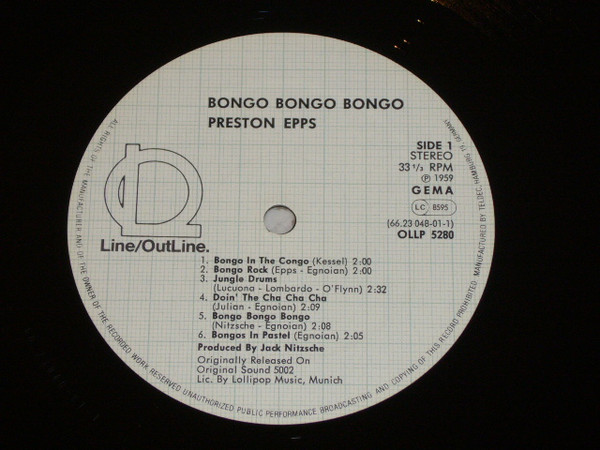 BONGO BONGO BONGO
PRESTON EPPS
SIDE 1
STEREO
33 1/3 RPM
Ⓟ 1959
GEMA
LC 8595
(66.23 048-01-1)
OLLP 5280
Line/OutLine.
1. Bongo In The Congo (Kessel) 2:00
2. Bongo Rock (Epps - Egnoian) 2:00
3. Jungle Drums
(Lucuona - Lombardo - O'Flynn) 2:32
4. Doin' The Cha Cha Cha
(Julian - Egnoian) 2:09
5. Bongo Bongo Bongo
(Nitzsche - Egnoian) 2:08
6. Bongos In Pastel (Egnoian) 2:05
Produced By Jack Nitzsche
Originally Released On
Original Sound 5002
Lic. By Lollipop Music, Munich
ALL RIGHTS OF THE MANUFACTURER AND OF THE OWNER OF THE RECORDED WORK RESERVED UNAUTHORIZED PUBLIC PERFORMANCE BROADCASTING AND COPYING OF THIS RECORD PROHIBITED. MANUFACTURED BY TELDEC, HAMBURG 19, GERMANY